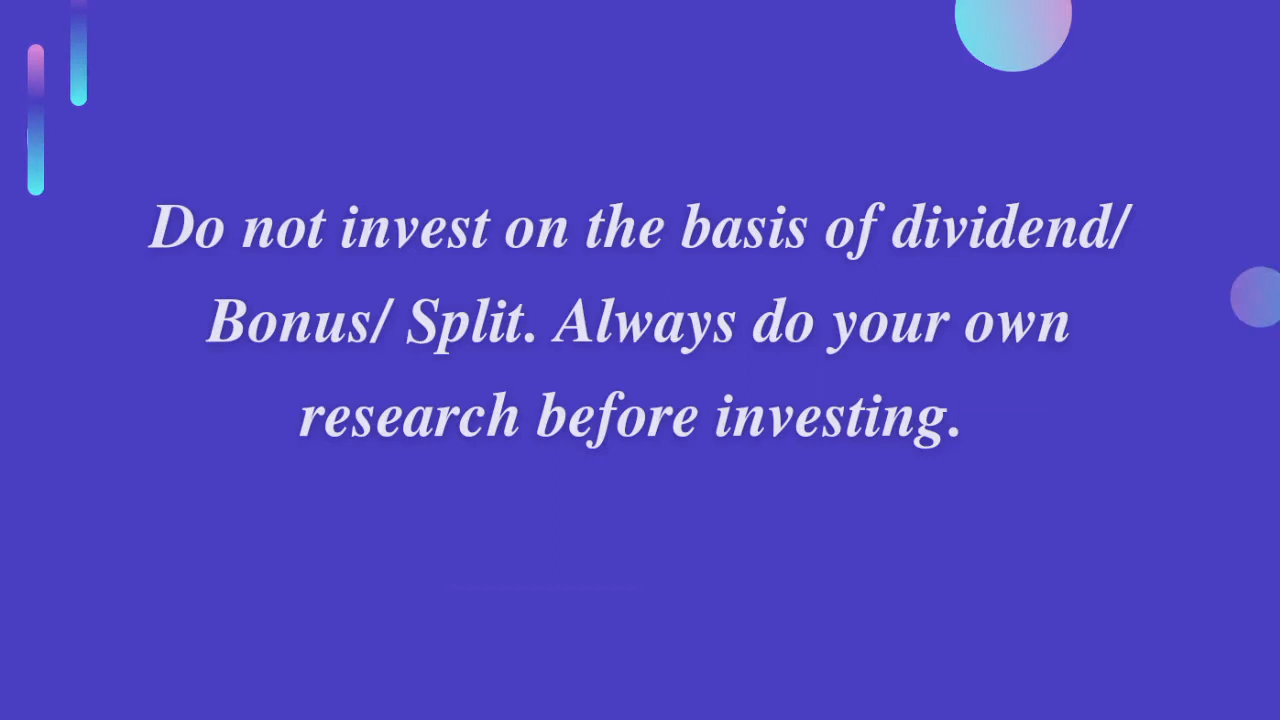 Do not invest on the basis of dividend/
Bonus/ Split. Always do your own
research before investing.